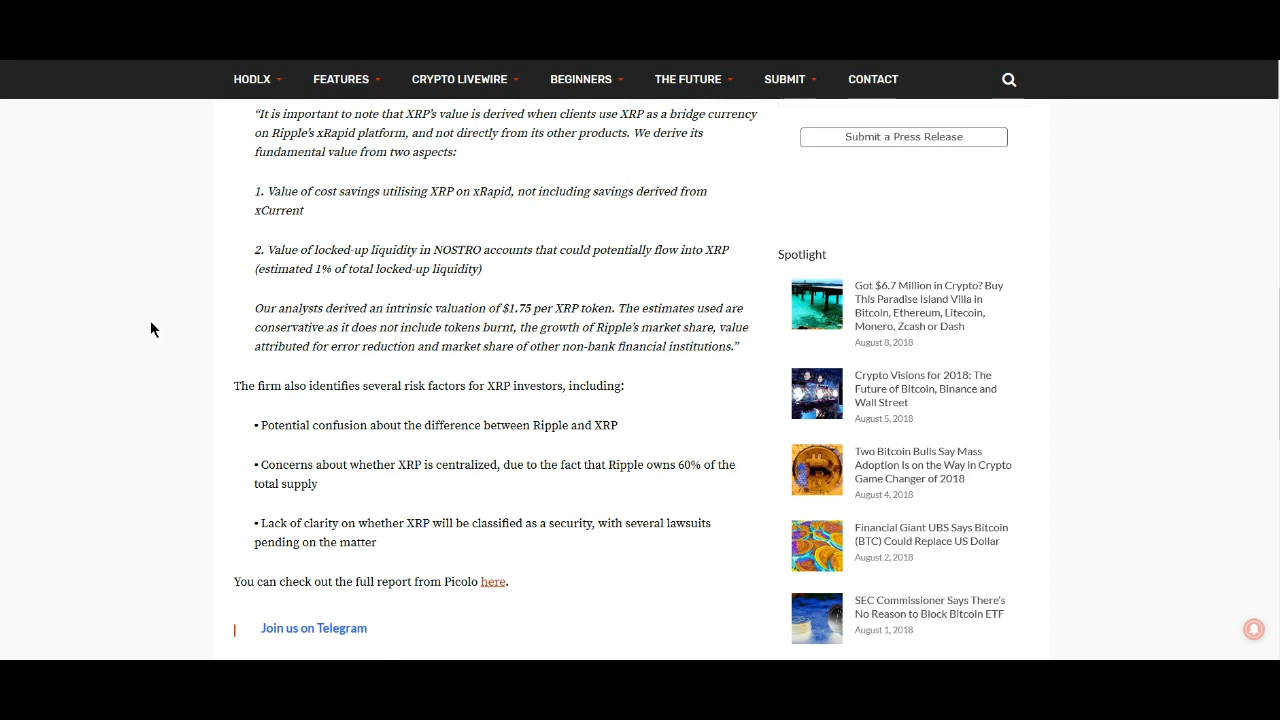 HODLX FEATURES CRYPTO LIVEWIRE BEGINNERS THE FUTURE SUBMIT CONTACT
“It is important to note that XRP’s value is derived when clients use XRP as a bridge currency
on Ripple’s xRapid platform, and not directly from its other products. We derive its
fundamental value from two aspects:
1. Value of cost savings utilising XRP on xRapid, not including savings derived from
xCurrent
2. Value of locked-up liquidity in NOSTRO accounts that could potentially flow into XRP
(estimated 1% of total locked-up liquidity)
Our analysts derived an intrinsic valuation of $1.75 per XRP token. The estimates used are
conservative as it does not include tokens burnt, the growth of Ripple’s market share, value
attributed for error reduction and market share of other non-bank financial institutions.”
The firm also identifies several risk factors for XRP investors, including:
• Potential confusion about the difference between Ripple and XRP
• Concerns about whether XRP is centralized, due to the fact that Ripple owns 60% of the
total supply
• Lack of clarity on whether XRP will be classified as a security, with several lawsuits
pending on the matter
You can check out the full report from Picolo here.
Join us on Telegram
Submit a Press Release
Spotlight
Got $6.7 Million in Crypto? Buy
This Paradise Island Villa in
Bitcoin, Ethereum, Litecoin,
Monero, Zcash or Dash
August 8, 2018
Crypto Visions for 2018: The
Future of Bitcoin, Binance and
Wall Street
August 5, 2018
Two Bitcoin Bulls Say Mass
Adoption Is on the Way in Crypto
Game Changer of 2018
August 4, 2018
Financial Giant UBS Says Bitcoin
(BTC) Could Replace US Dollar
August 2, 2018
SEC Commissioner Says There’s
No Reason to Block Bitcoin ETF
August 1, 2018